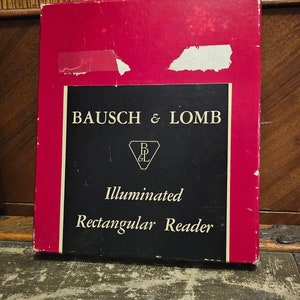 BAUSCH & LOMB
B
&L
Illuminated
Rectangular Reader